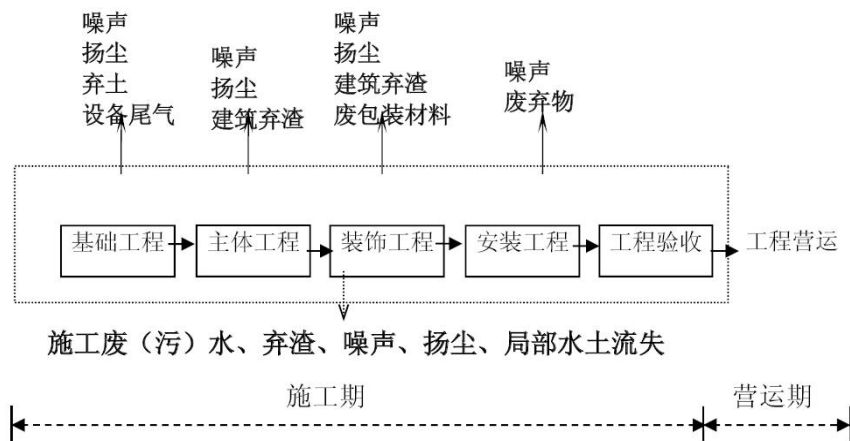 噪声
扬尘
弃土
设备尾气
噪声
扬尘
建筑弃渣
噪声
扬尘
建筑弃渣
废包装材料
噪声
废弃物
基础工程
主体工程
装饰工程
安装工程
工程验收
工程营运
施工废（污）水、弃渣、噪声、扬尘、局部水土流失
施工期
营运期